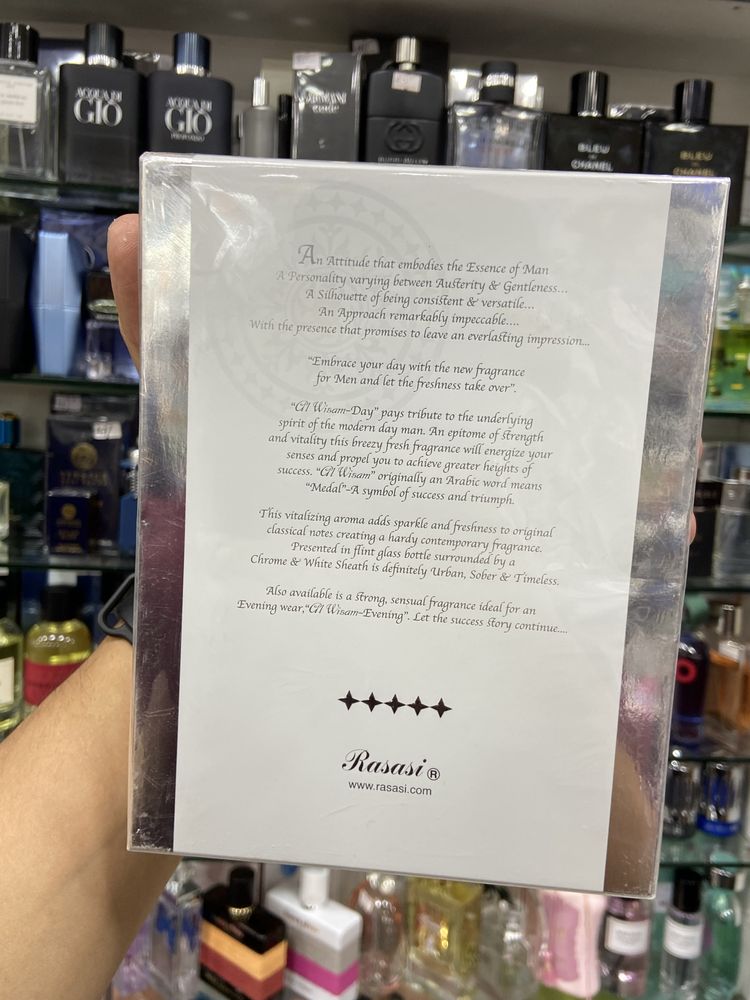 ACQUA DI
GIÒ
ACQUA DI
GIÒ
PROFONDO
ARMANI
code
GUCCI
BLEU
DE
CHANEL
BLEU
DE
CHANEL
An Attitude that embodies the Essence of Man
A Personality varying between Austerity & Gentleness...
A Silhouette of being consistent & versatile...
An Approach remarkably impeccable....
With the presence that promises to leave an everlasting impression...
"Embrace your day with the new fragrance
for Men and let the freshness take over".
"Al Wisam-Day" pays tribute to the underlying
spirit of the modern day man. An epitome of strength
and vitality this breezy fresh fragrance will energize your
senses and propel you to achieve greater heights of
success. "Al Wisam" originally an Arabic word means
"Medal"-A symbol of success and triumph.
This vitalizing aroma adds sparkle and freshness to original
classical notes creating a hardy contemporary fragrance.
Presented in flint glass bottle surrounded by a
Chrome & White Sheath is definitely Urban, Sober & Timeless.
Also available is a strong, sensual fragrance ideal for an
Evening wear,"Al Wisam-Evening". Let the success story continue....
Rasasi ®
www.rasasi.com